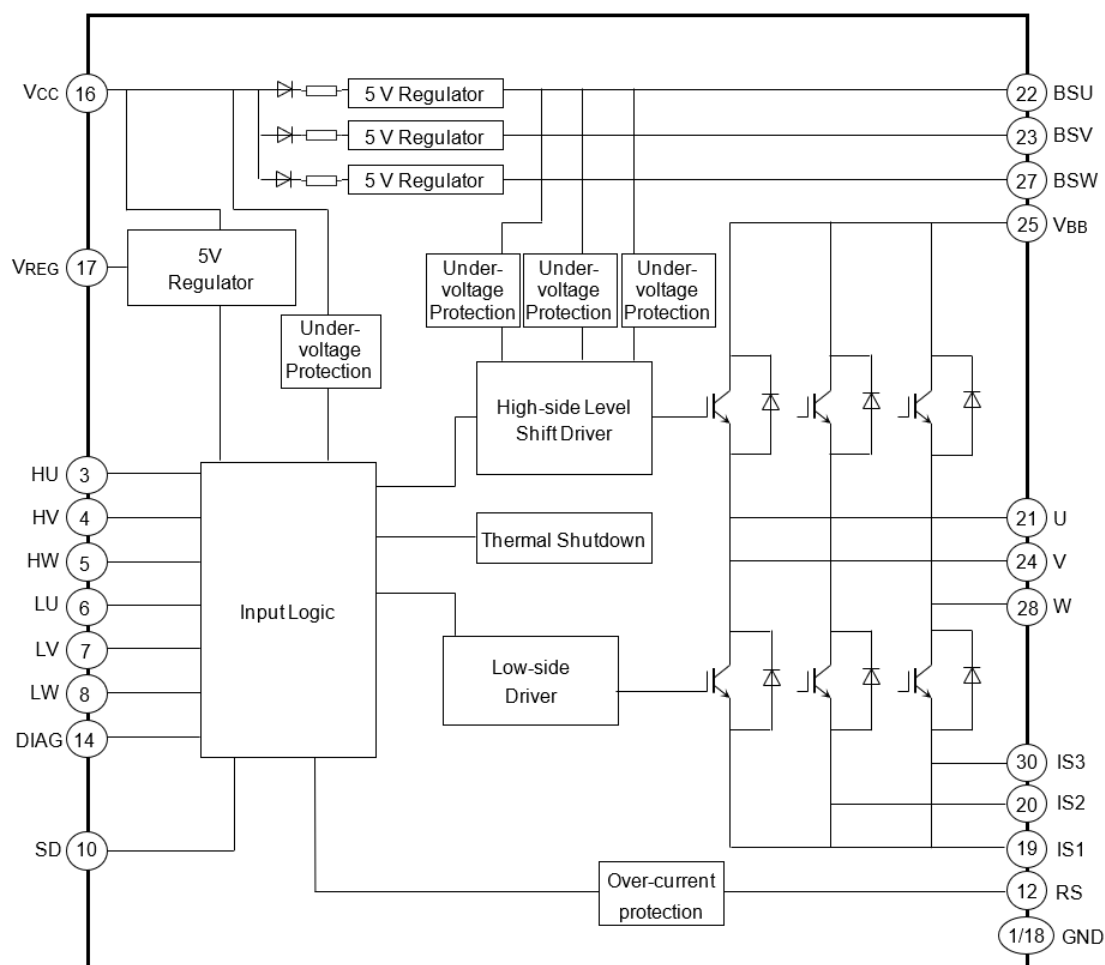 VCC 16
5 V Regulator
22 BSU
5 V Regulator
23 BSV
5 V Regulator
27 BSW
25 VBB
VREG 17
5V
Regulator
Under-
voltage
Protection
Under-
voltage
Protection
Under-
voltage
Protection
Under-
voltage
Protection
High-side Level
Shift Driver
HU 3
HV 4
HW 5
LU 6
LV 7
LW 8
DIAG 14
SD 10
Input Logic
Thermal Shutdown
Low-side
Driver
21 U
24 V
28 W
30 IS3
20 IS2
19 IS1
Over-current
protection
12 RS
1/18 GND